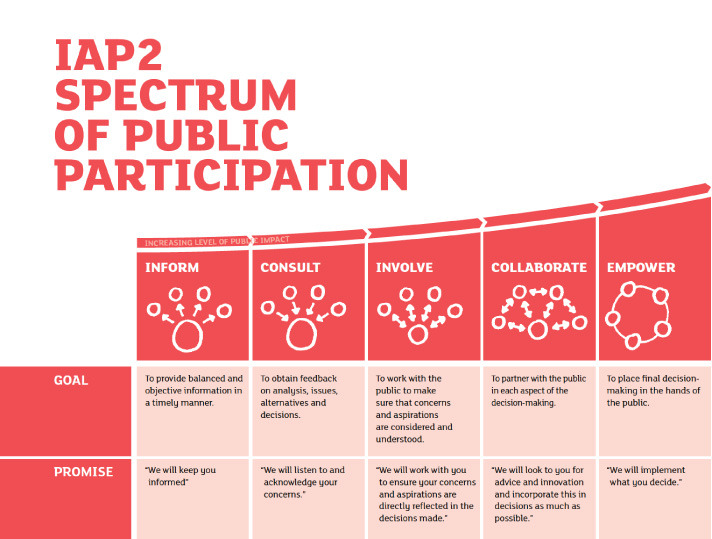 IAP2
SPECTRUM
OF PUBLIC
PARTICIPATION
INCREASING LEVEL OF PUBLIC IMPACT
INFORM
CONSULT
INVOLVE
COLLABORATE
EMPOWER
GOAL
To provide balanced and
objective information in
a timely manner.
To obtain feedback
on analysis, issues,
alternatives and
decisions.
To work with the
public to make
sure that concerns
and aspirations
are considered and
understood.
To partner with the public
in each aspect of the
decision-making.
To place final decision-
making in the hands of
the public.
PROMISE
“We will keep you
informed”
“We will listen to and
acknowledge your
concerns.”
“We will work with you
to ensure your concerns
and aspirations are
directly reflected in the
decisions made.”
“We will look to you for
advice and innovation
and incorporate this in
decisions as much as
possible.”
“We will implement
what you decide.”